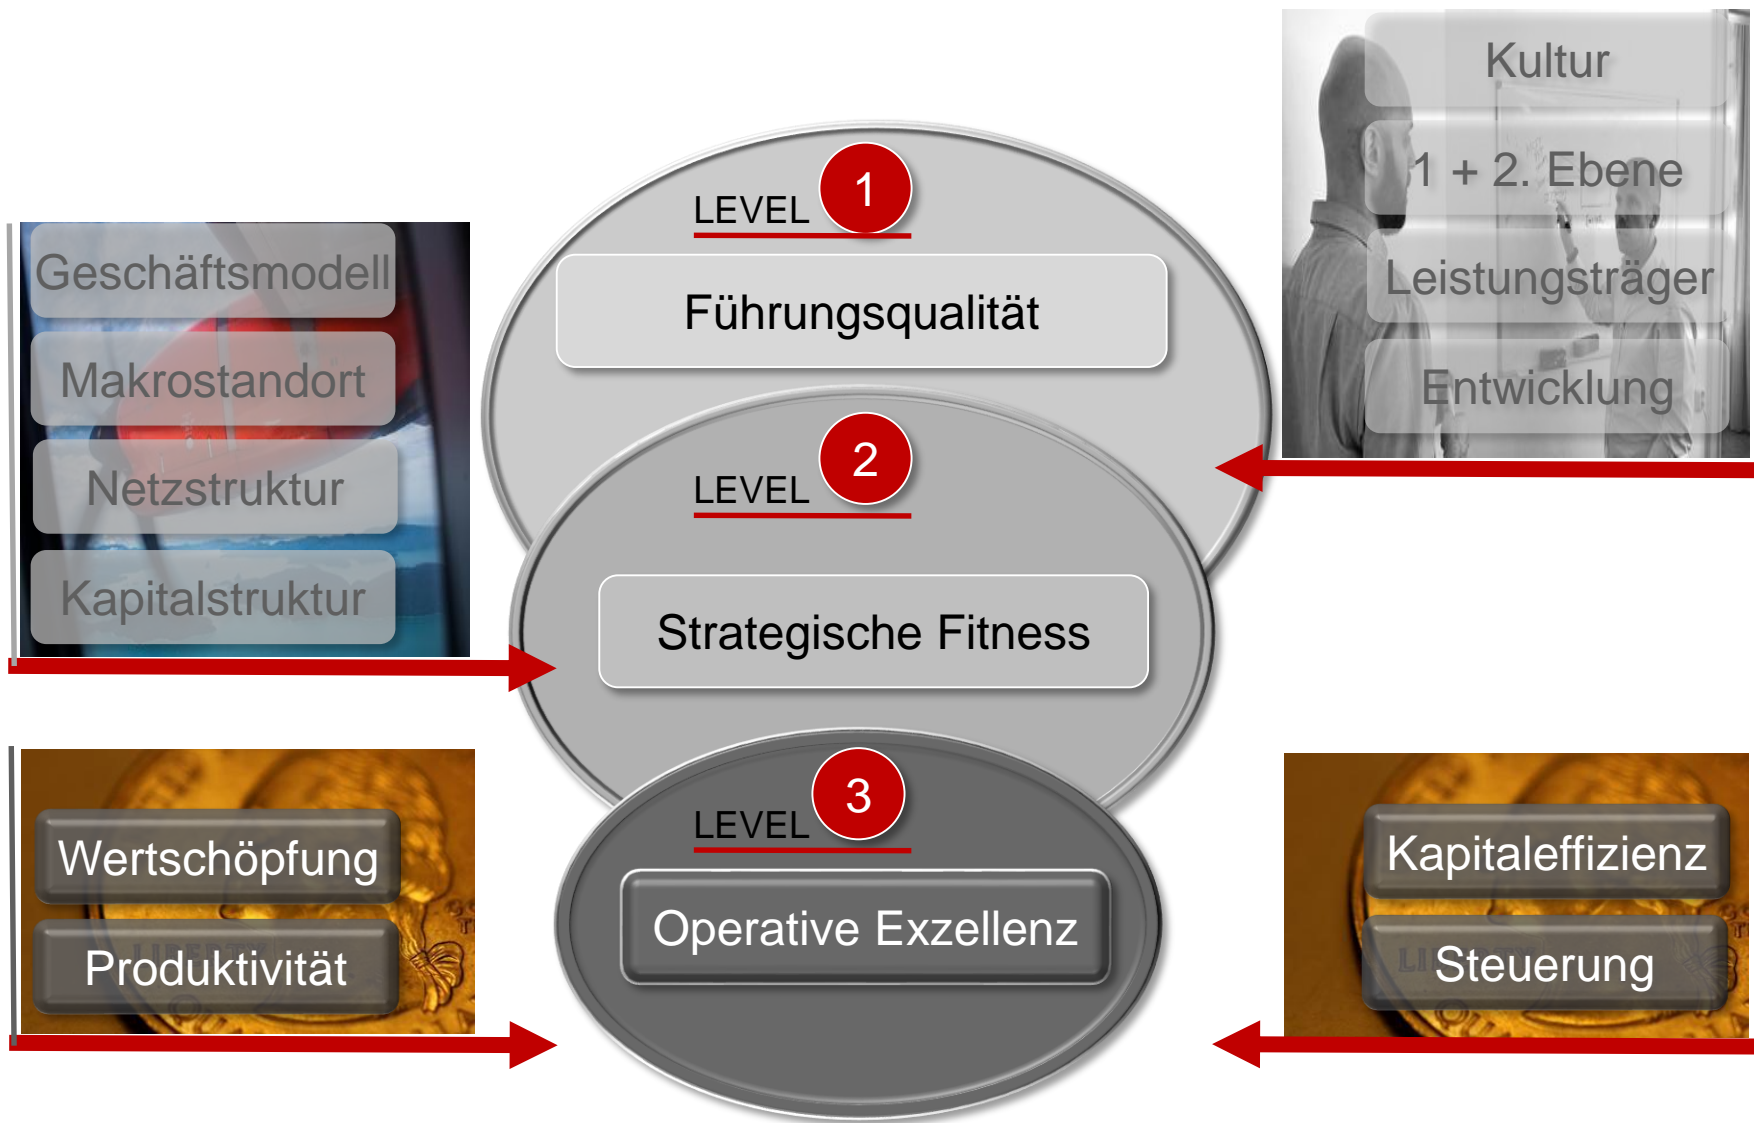 LEVEL 1
Führungsqualität
Kultur
1 + 2. Ebene
Leistungsträger
Entwicklung
Geschäftsmodell
Makrostandort
Netzstruktur
Kapitalstruktur
LEVEL 2
Strategische Fitness
LEVEL 3
Operative Exzellenz
Wertschöpfung
Produktivität
Kapitaleffizienz
Steuerung
LIBERTY